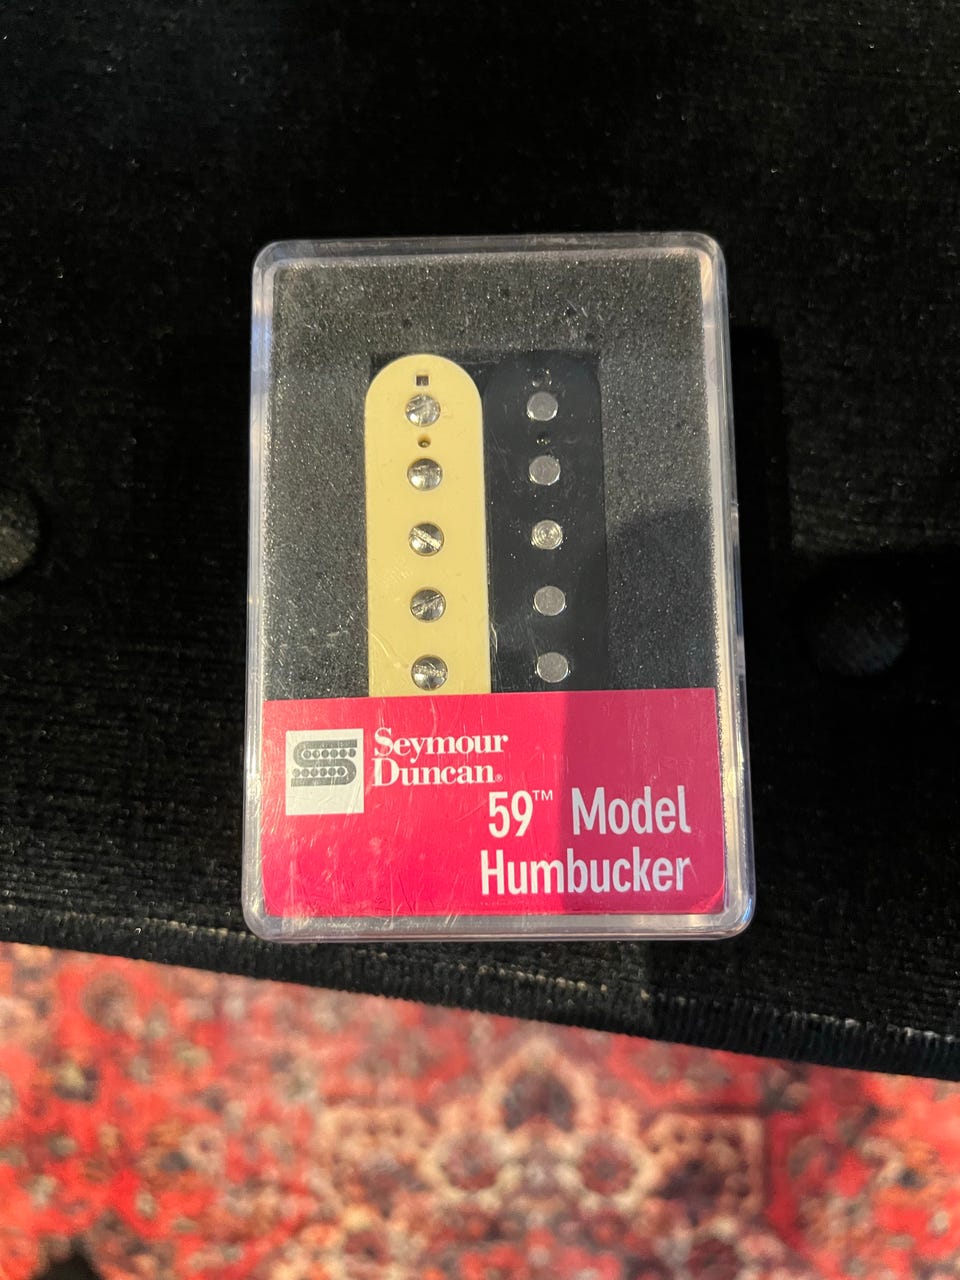 Seymour
Duncan®
59™ Model
Humbucker